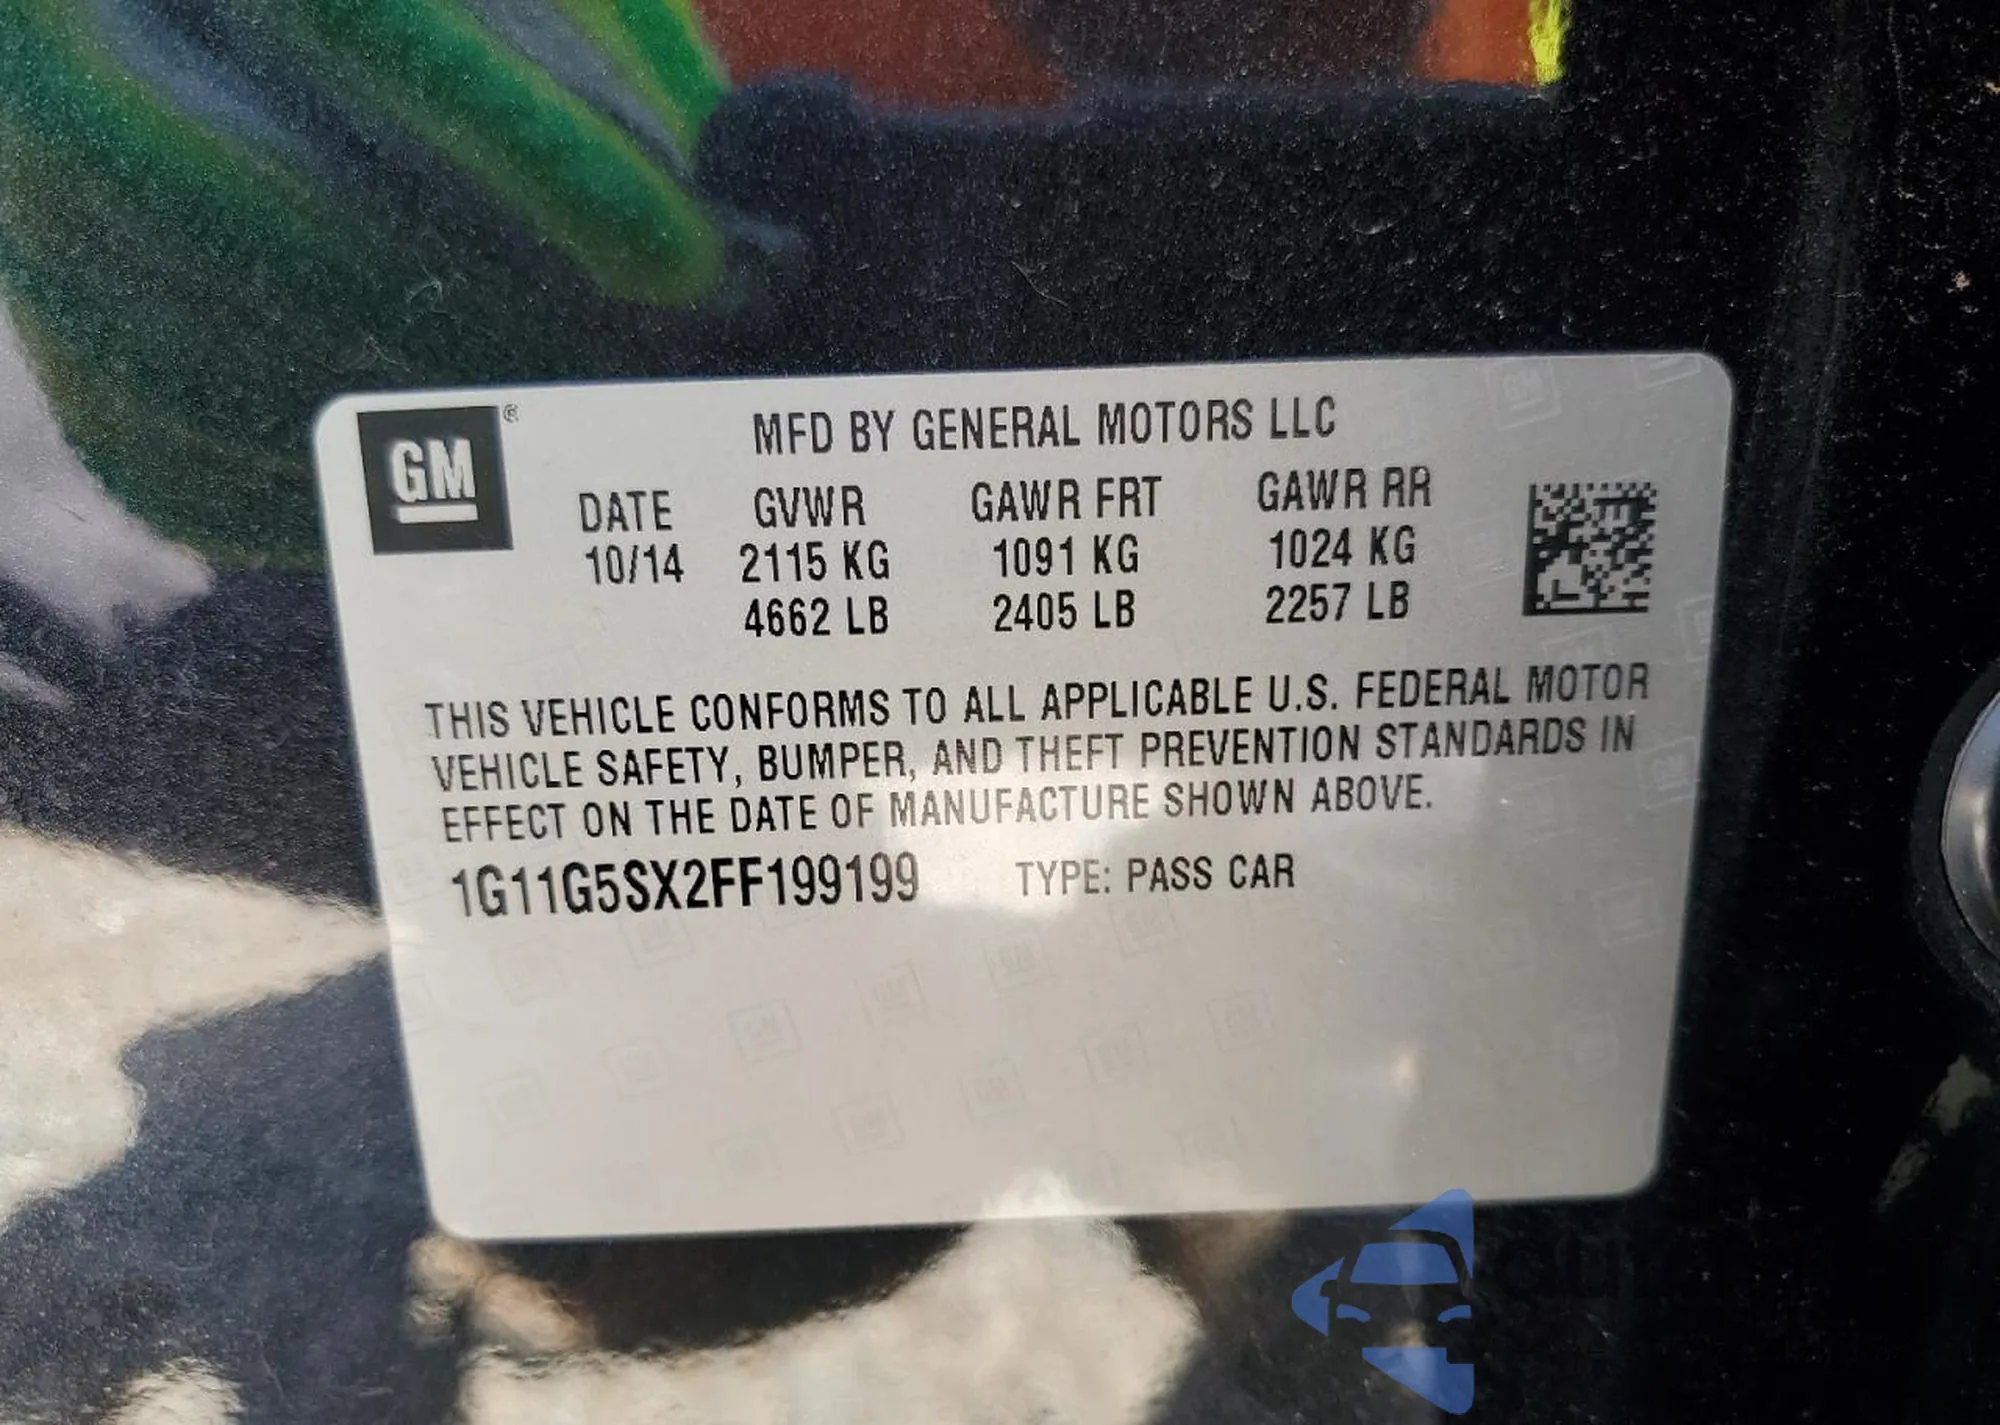 GM®
MFD BY GENERAL MOTORS LLC
DATE GVWR GAWR FRT GAWR RR
10/14 2115 KG 1091 KG 1024 KG
4662 LB 2405 LB 2257 LB
THIS VEHICLE CONFORMS TO ALL APPLICABLE U.S. FEDERAL MOTOR
VEHICLE SAFETY, BUMPER, AND THEFT PREVENTION STANDARDS IN
EFFECT ON THE DATE OF MANUFACTURE SHOWN ABOVE.
1G11G5SX2FF199199 TYPE: PASS CAR